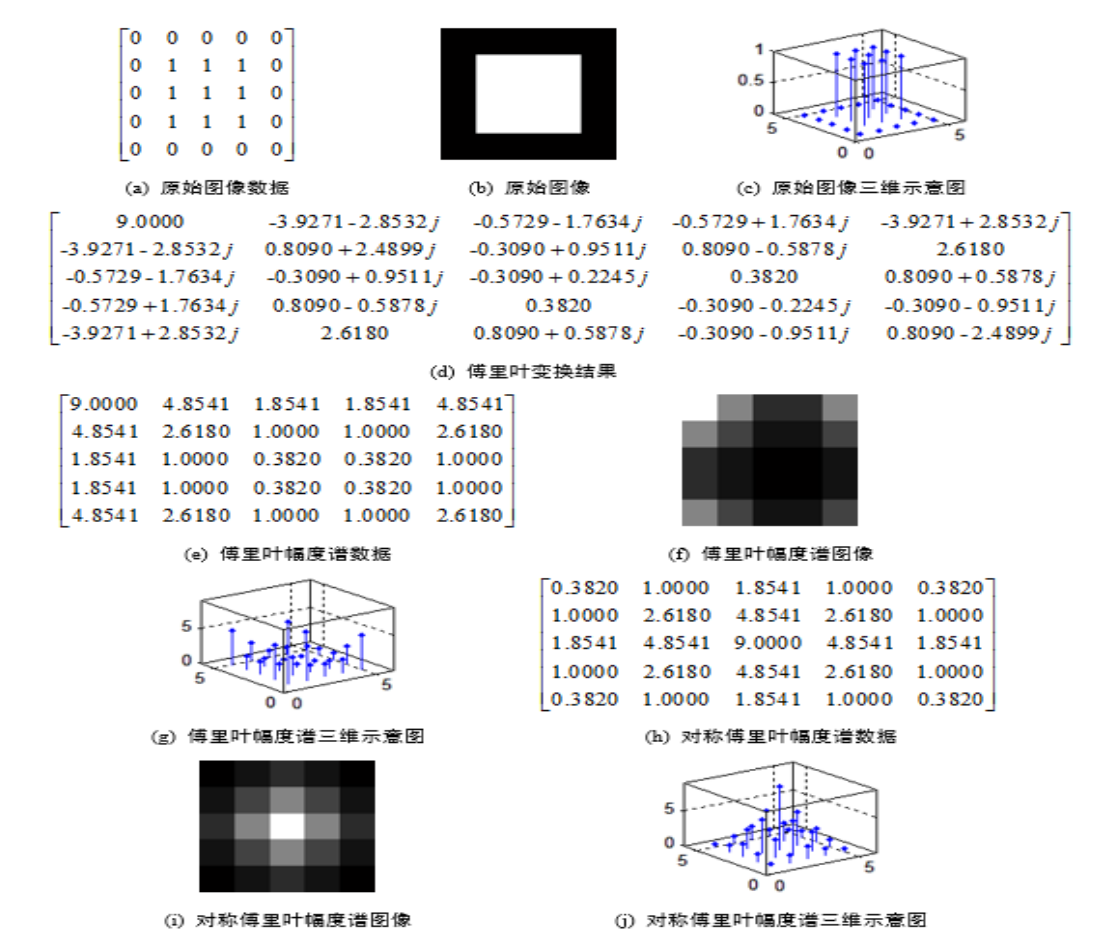 0 0 0 0 0
0 1 1 1 0
0 1 1 1 0
0 1 1 1 0
0 0 0 0 0
1
0.5
0
5
5
0 0
(a) 原始图像数据
(b) 原始图像
(c) 原始图像三维示意图
9.0000 -3.9271-2.8532j -0.5729-1.7634j -0.5729+1.7634j -3.9271+2.8532j
-3.9271-2.8532j 0.8090+2.4899j -0.3090+0.9511j 0.8090-0.5878j 2.6180
-0.5729-1.7634j -0.3090+0.9511j -0.3090+0.2245j 0.3820 0.8090+0.5878j
-0.5729+1.7634j 0.8090-0.5878j 0.3820 -0.3090-0.2245j -0.3090-0.9511j
-3.9271+2.8532j 2.6180 0.8090+0.5878j -0.3090-0.9511j 0.8090-2.4899j
(d) 傅里叶变换结果
9.0000 4.8541 1.8541 1.8541 4.8541
4.8541 2.6180 1.0000 1.0000 2.6180
1.8541 1.0000 0.3820 0.3820 1.0000
1.8541 1.0000 0.3820 0.3820 1.0000
4.8541 2.6180 1.0000 1.0000 2.6180
(e) 傅里叶幅度谱数据
(f) 傅里叶幅度谱图像
5
0
5
5
0 0
(g) 傅里叶幅度谱三维示意图
0.3820 1.0000 1.8541 1.0000 0.3820
1.0000 2.6180 4.8541 2.6180 1.0000
1.8541 4.8541 9.0000 4.8541 1.8541
1.0000 2.6180 4.8541 2.6180 1.0000
0.3820 1.0000 1.8541 1.0000 0.3820
(h) 对称傅里叶幅度谱数据
(i) 对称傅里叶幅度谱图像
5
0
5
5
0 0
(j) 对称傅里叶幅度谱三维示意图